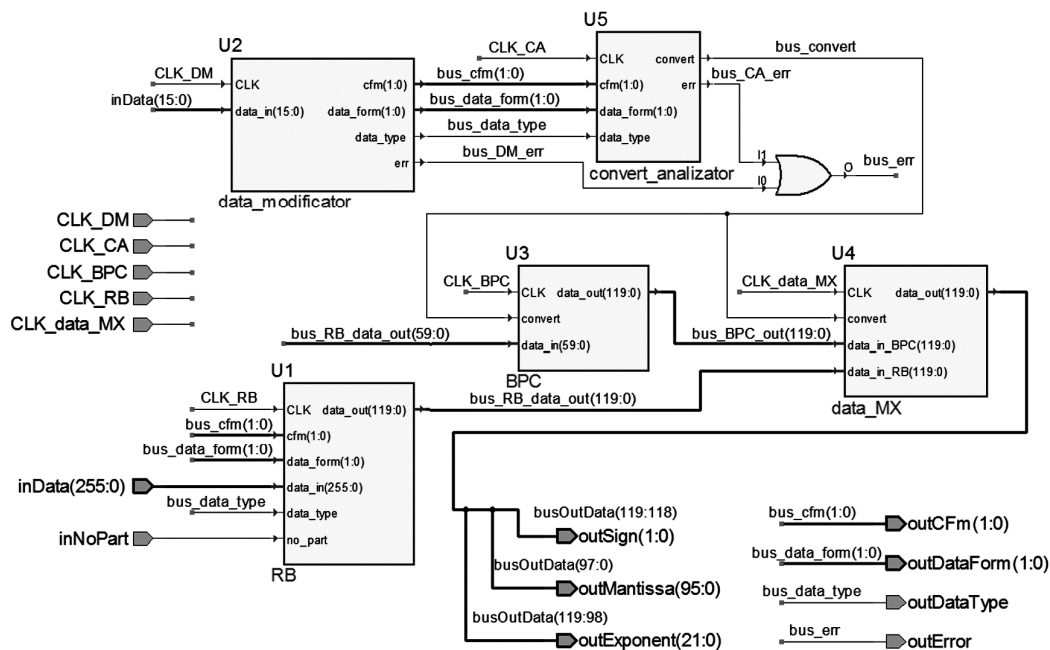 U2
CLK_DM
CLK
inData(15:0)
data_in(15:0)
cfm(1:0)
data_form(1:0)
data_type
err
data_modificator
bus_cfm(1:0)
bus_data_form(1:0)
bus_data_type
bus_DM_err
U5
CLK_CA
CLK
cfm(1:0)
data_form(1:0)
data_type
convert
err
convert_analizator
bus_convert
bus_CA_err
I1
I0
O
bus_err
CLK_DM
CLK_CA
CLK_BPC
CLK_RB
CLK_data_MX
U3
CLK_BPC
CLK
convert
data_in(59:0)
data_out(119:0)
BPC
bus_RB_data_out(59:0)
bus_BPC_out(119:0)
U4
CLK_data_MX
CLK
convert
data_in_BPC(119:0)
data_in_RB(119:0)
data_out(119:0)
data_MX
U1
CLK_RB
bus_cfm(1:0)
bus_data_form(1:0)
inData(255:0)
bus_data_type
inNoPart
CLK
cfm(1:0)
data_form(1:0)
data_in(255:0)
data_type
no_part
data_out(119:0)
RB
bus_RB_data_out(119:0)
busOutData(119:118)
outSign(1:0)
busOutData(97:0)
outMantissa(95:0)
busOutData(119:98)
outExponent(21:0)
bus_cfm(1:0)
outCFm(1:0)
bus_data_form(1:0)
outDataForm(1:0)
bus_data_type
outDataType
bus_err
outError